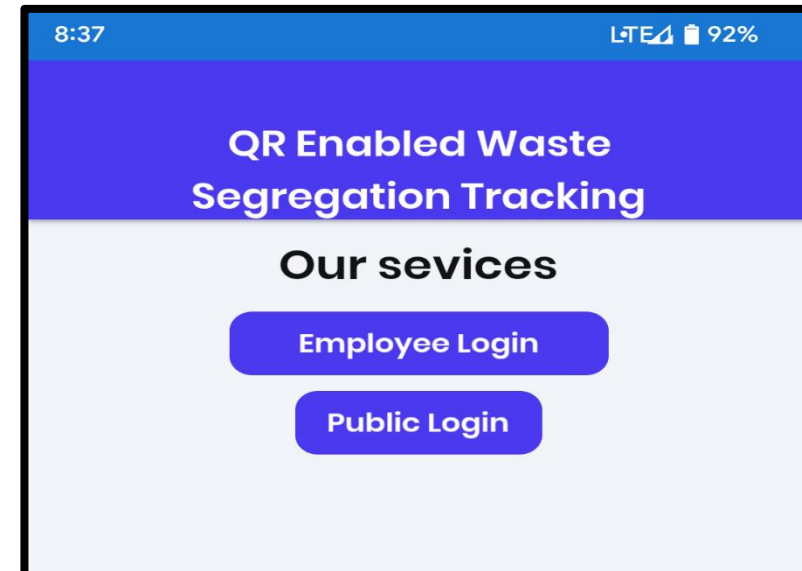 8:37 LTE 92%
QR Enabled Waste
Segregation Tracking
Our sevices
Employee Login
Public Login